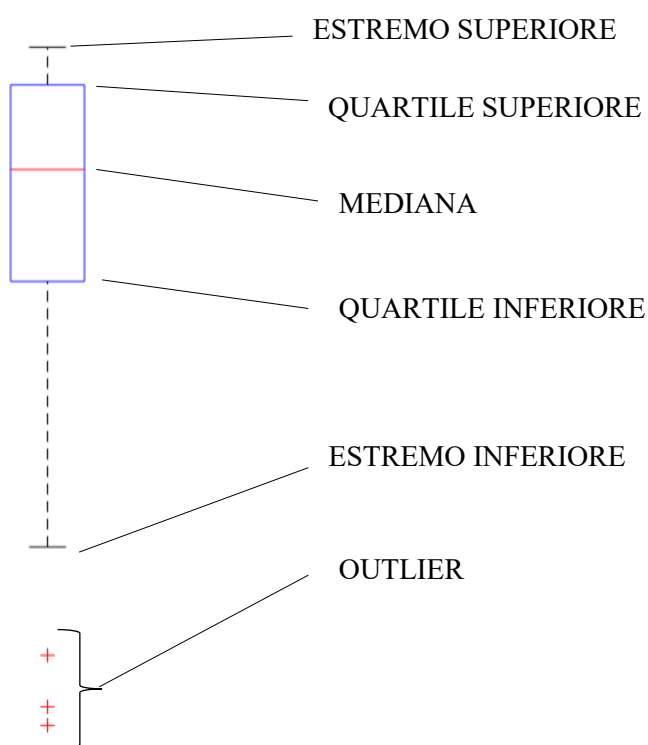 ESTREMO SUPERIORE
QUARTILE SUPERIORE
MEDIANA
QUARTILE INFERIORE
ESTREMO INFERIORE
OUTLIER